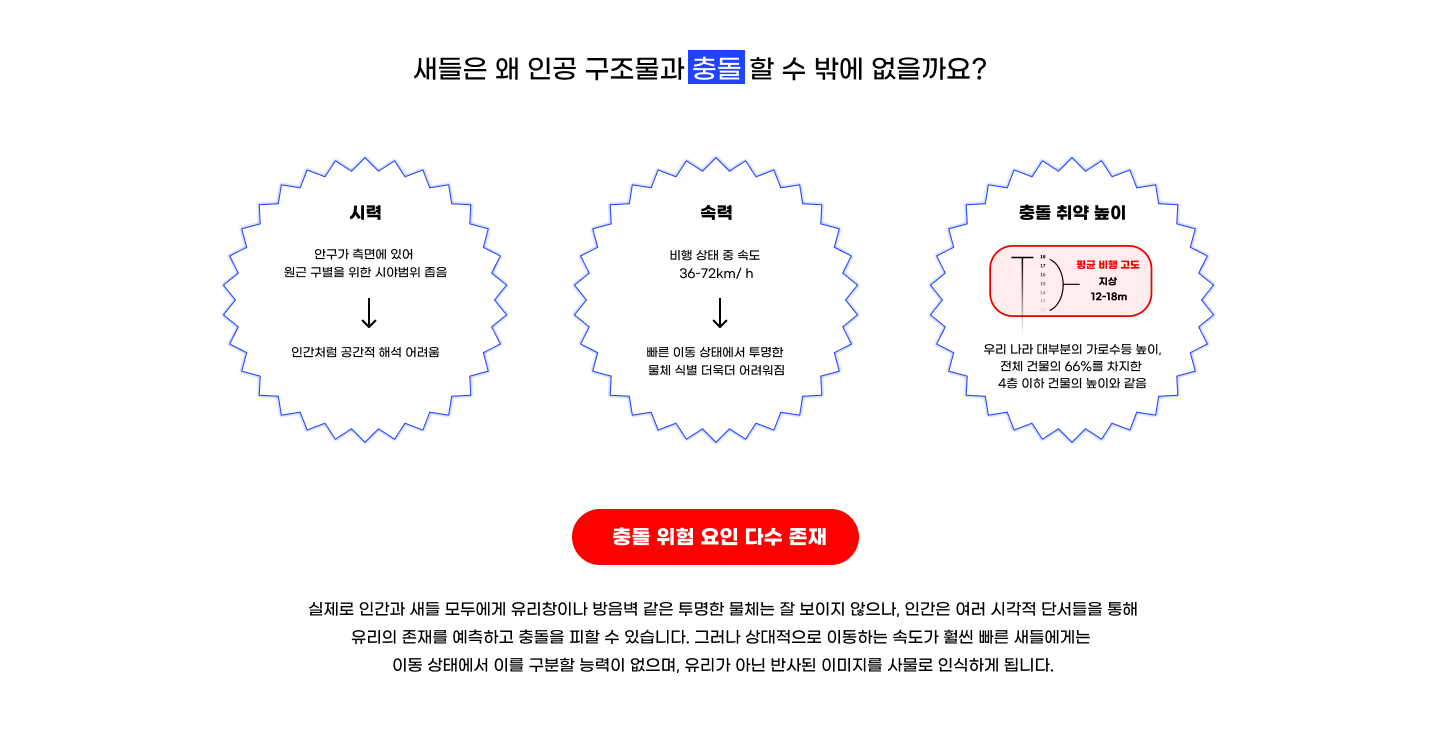 새들은 왜 인공 구조물과 충돌 할 수 밖에 없을까요?
시력
안구가 측면에 있어
원근 구별을 위한 시야범위 좁음
인간처럼 공간적 해석 어려움
속력
비행 상태 중 속도
36-72km/ h
빠른 이동 상태에서 투명한
물체 식별 더욱더 어려워짐
충돌 취약 높이
18
17
16
15
14
13
평균 비행 고도
지상
12-18m
우리 나라 대부분의 가로수등 높이,
전체 건물의 66%를 차지한
4층 이하 건물의 높이와 같음
충돌 위험 요인 다수 존재
실제로 인간과 새들 모두에게 유리창이나 방음벽 같은 투명한 물체는 잘 보이지 않으나, 인간은 여러 시각적 단서들을 통해
유리의 존재를 예측하고 충돌을 피할 수 있습니다. 그러나 상대적으로 이동하는 속도가 훨씬 빠른 새들에게는
이동 상태에서 이를 구분할 능력이 없으며, 유리가 아닌 반사된 이미지를 사물로 인식하게 됩니다.